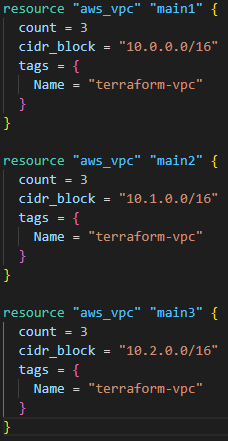 resource "aws_vpc" "main1" {
  count = 3
  cidr_block = "10.0.0.0/16"
  tags = {
    Name = "terraform-vpc"
  }
}
resource "aws_vpc" "main2" {
  count = 3
  cidr_block = "10.1.0.0/16"
  tags = {
    Name = "terraform-vpc"
  }
}
resource "aws_vpc" "main3" {
  count = 3
  cidr_block = "10.2.0.0/16"
  tags = {
    Name = "terraform-vpc"
  }
}